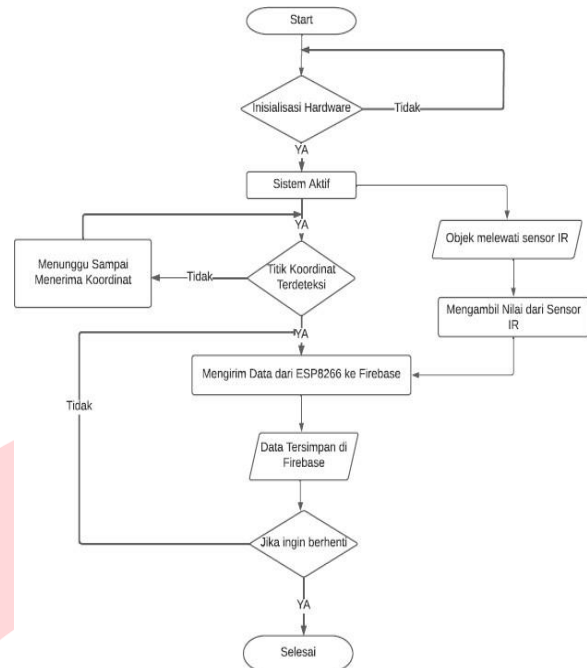 Start
Inisialisasi Hardware
Tidak
YA
Sistem Aktif
YA
Objek melewati sensor IR
Menunggu Sampai
Menerima Koordinat
Tidak
Titik Koordinat
Terdeteksi
Mengambil Nilai dari Sensor
IR
YA
Mengirim Data dari ESP8266 ke Firebase
Tidak
Data Tersimpan di
Firebase
Jika ingin berhenti
YA
Selesai